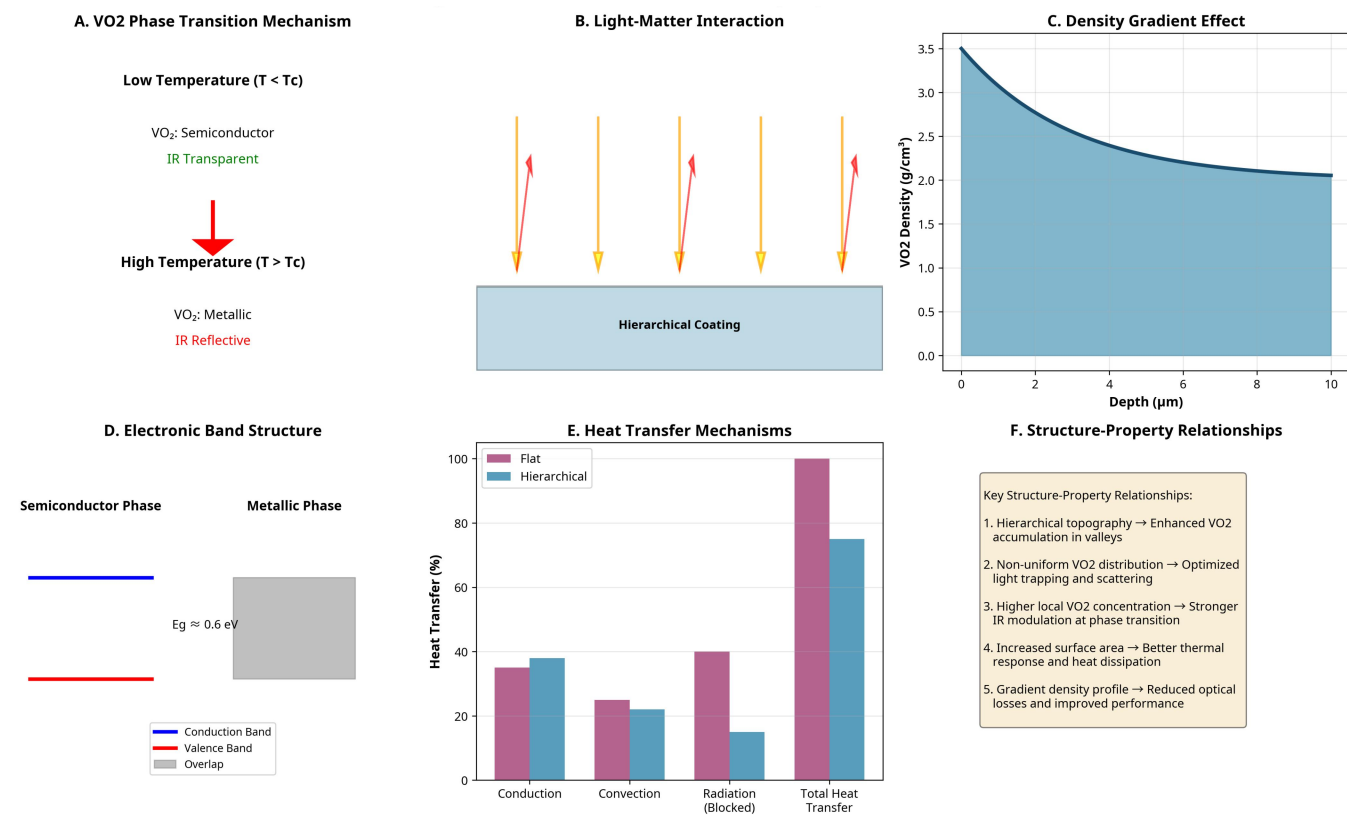 A. VO2 Phase Transition Mechanism
Low Temperature (T < Tc)
VO₂: Semiconductor
IR Transparent
High Temperature (T > Tc)
VO₂: Metallic
IR Reflective
B. Light-Matter Interaction
Hierarchical Coating
C. Density Gradient Effect
VO2 Density (g/cm³)
3.5
3.0
2.5
2.0
1.5
1.0
0.5
0.0
0
2
4
6
8
10
Depth (μm)
D. Electronic Band Structure
Semiconductor Phase
Metallic Phase
Eg ≈ 0.6 eV
Conduction Band
Valence Band
Overlap
E. Heat Transfer Mechanisms
Flat
Hierarchical
Heat Transfer (%)
100
80
60
40
20
0
Conduction
Convection
Radiation
(Blocked)
Total Heat
Transfer
F. Structure-Property Relationships
Key Structure-Property Relationships:
1. Hierarchical topography → Enhanced VO2
accumulation in valleys
2. Non-uniform VO2 distribution → Optimized
light trapping and scattering
3. Higher local VO2 concentration → Stronger
IR modulation at phase transition
4. Increased surface area → Better thermal
response and heat dissipation
5. Gradient density profile → Reduced optical
losses and improved performance